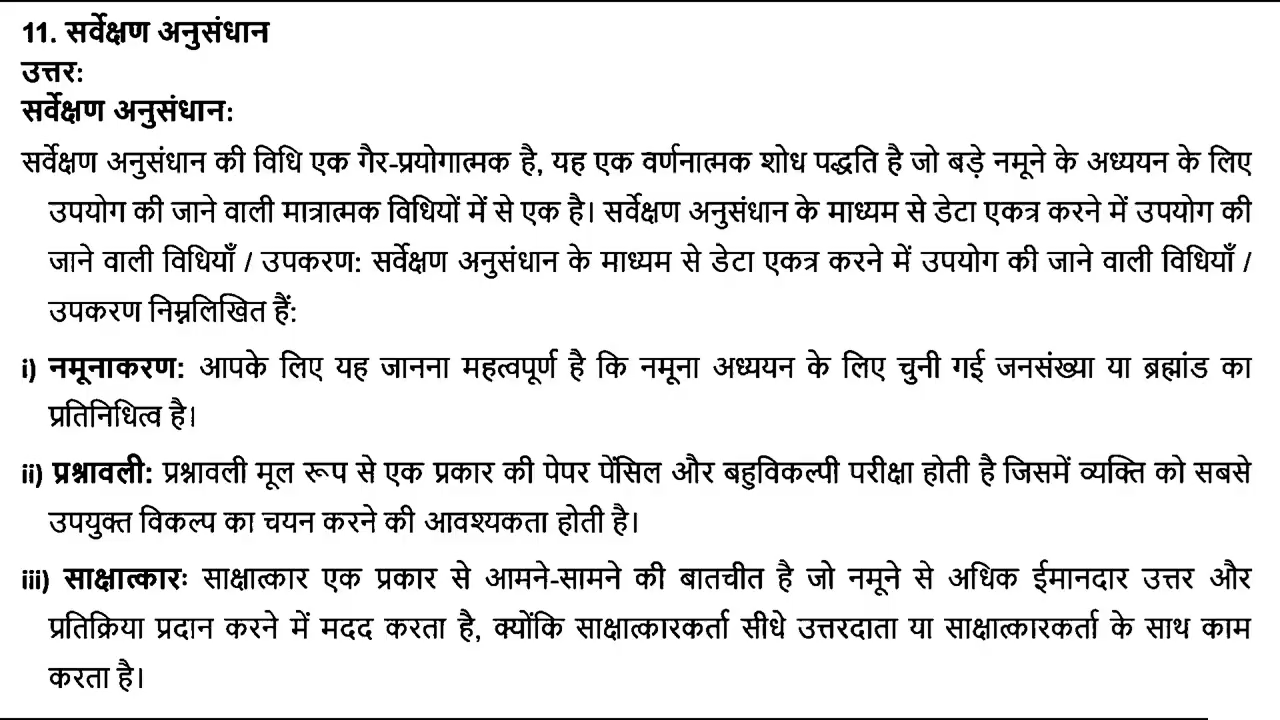 11. सर्वेक्षण अनुसंधान
उत्तर:
सर्वेक्षण अनुसंधान:
सर्वेक्षण अनुसंधान की विधि एक गैर-प्रयोगात्मक है, यह एक वर्णनात्मक शोध पद्धति है जो बड़े नमूने के अध्ययन के लिए
उपयोग की जाने वाली मात्रात्मक विधियों में से एक है। सर्वेक्षण अनुसंधान के माध्यम से डेटा एकत्र करने में उपयोग की
जाने वाली विधियाँ / उपकरण: सर्वेक्षण अनुसंधान के माध्यम से डेटा एकत्र करने में उपयोग की जाने वाली विधियाँ /
उपकरण निम्नलिखित हैं:
i) नमूनाकरण: आपके लिए यह जानना महत्वपूर्ण है कि नमूना अध्ययन के लिए चुनी गई जनसंख्या या ब्रह्मांड का
प्रतिनिधित्व है।
ii) प्रश्नावली: प्रश्नावली मूल रूप से एक प्रकार की पेपर पेंसिल और बहुविकल्पी परीक्षा होती है जिसमें व्यक्ति को सबसे
उपयुक्त विकल्प का चयन करने की आवश्यकता होती है।
iii) साक्षात्कारः साक्षात्कार एक प्रकार से आमने-सामने की बातचीत है जो नमूने से अधिक ईमानदार उत्तर और
प्रतिक्रिया प्रदान करने में मदद करता है, क्योंकि साक्षात्कारकर्ता सीधे उत्तरदाता या साक्षात्कारकर्ता के साथ काम
करता है।